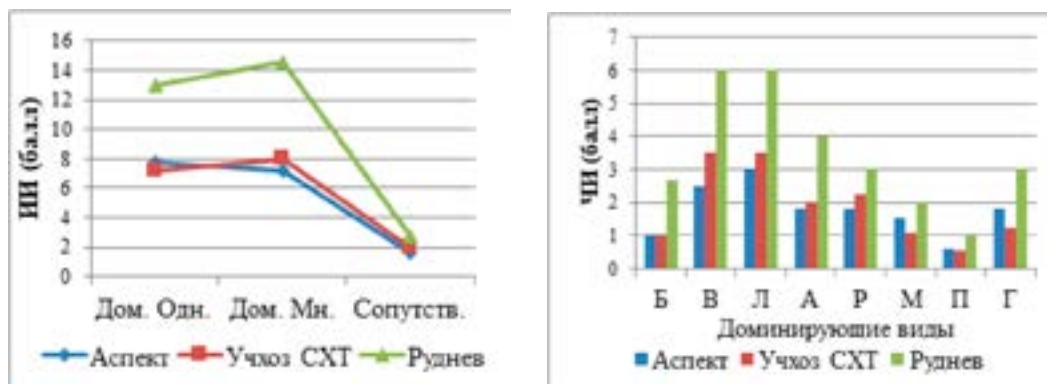 16
14
12
10
8
6
4
2
0
ИИ (балл)
Дом. Одн. Дом. Мн. Сопутств.
Аспект Учхоз СХТ Руднев
7
6
5
4
3
2
1
0
ЧИ (балл)
Б В Л А Р М П Г
Доминируюшие виды
Аспект Учхоз СХТ Руднев